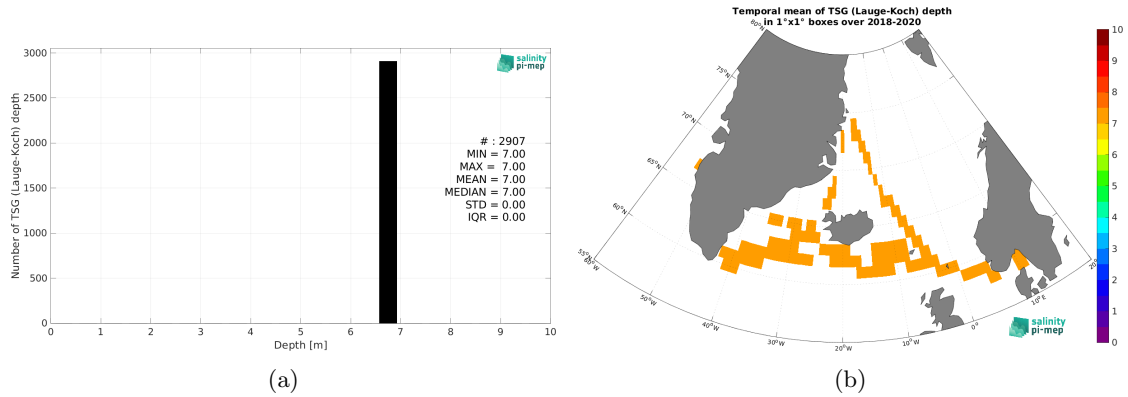 3000
2500
2000
1500
1000
500
0
Number of TSG (Lauge-Koch) depth
salinity
pi-mep
# : 2907
MIN = 7.00
MAX = 7.00
MEAN = 7.00
MEDIAN = 7.00
STD = 0.00
IQR = 0.00
0 1 2 3 4 5 6 7 8 9 10
Depth [m]
(a)
Temporal mean of TSG (Lauge-Koch) depth
in 1°x1° boxes over 2018-2020
80°N
75°N
70°N
65°N
60°N
55°N
60°W
50°W
40°W
30°W
20°W
10°W
0°
10°E
20°
salinity
pi-mep
10
9
8
7
6
5
4
3
2
1
0
(b)